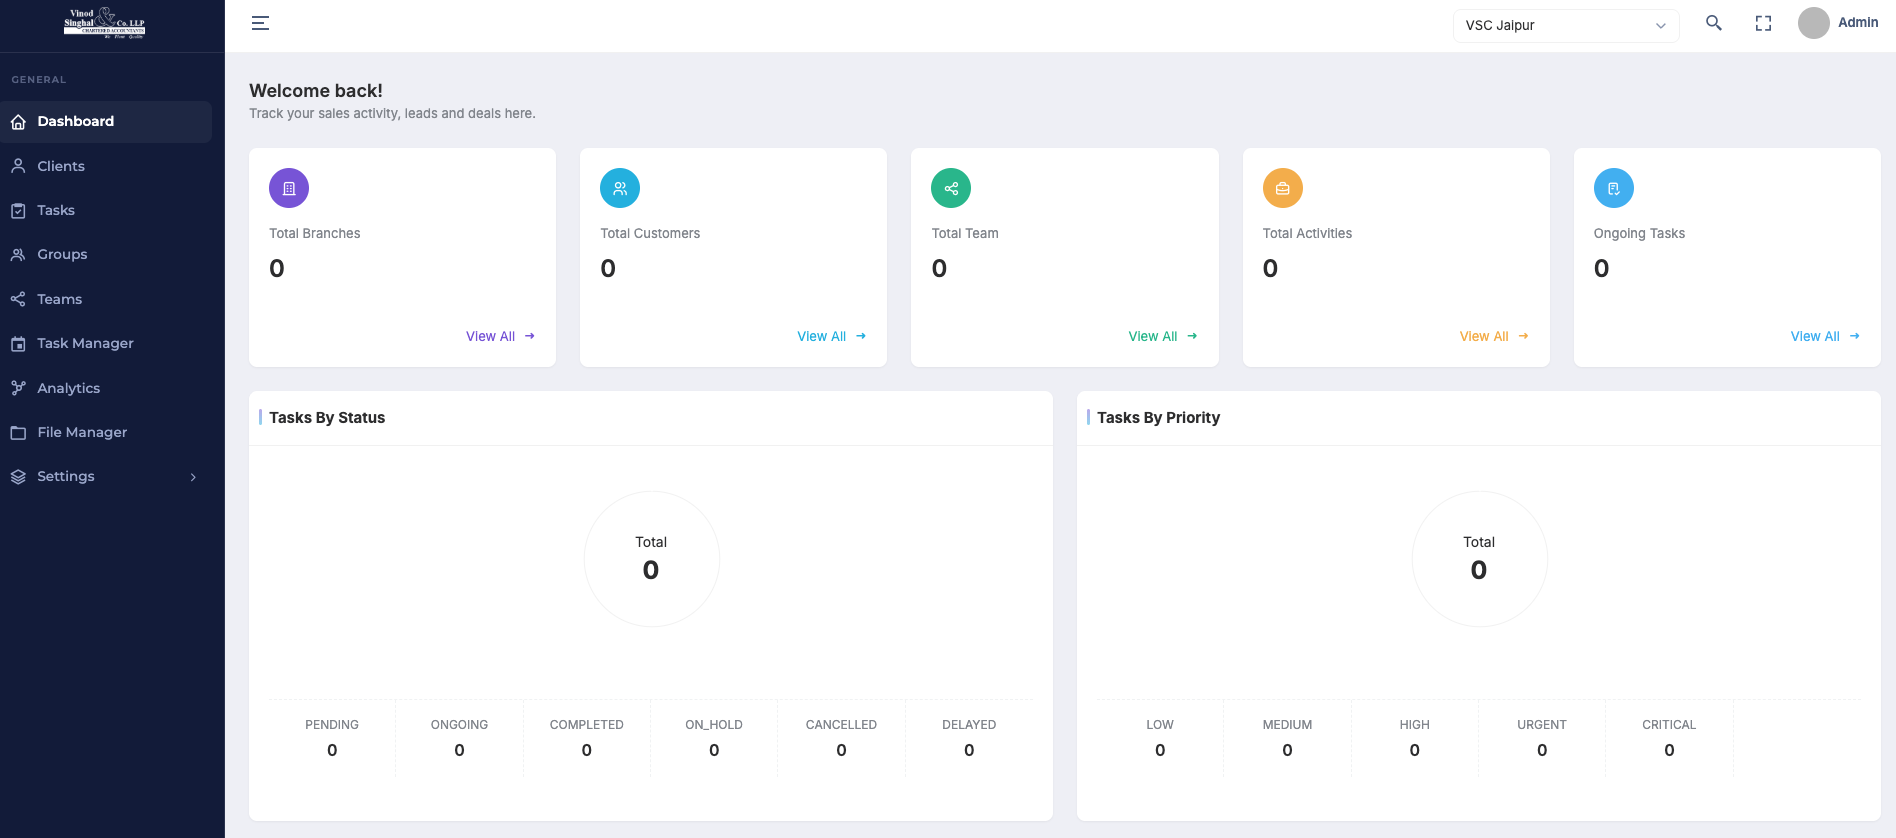 Vinod
Singhal & Co. LLP
CHARTERED ACCOUNTANTS
VSC Jaipur
Admin
GENERAL
Dashboard
Clients
Tasks
Groups
Teams
Task Manager
Analytics
File Manager
Settings
Welcome back!
Track your sales activity, leads and deals here.
Total Branches
0
View All
Total Customers
0
View All
Total Team
0
View All
Total Activities
0
View All
Ongoing Tasks
0
View All
Tasks By Status
Total
0
PENDING ONGOING COMPLETED ON_HOLD CANCELLED DELAYED
0 0 0 0 0 0
Tasks By Priority
Total
0
LOW MEDIUM HIGH URGENT CRITICAL
0 0 0 0 0